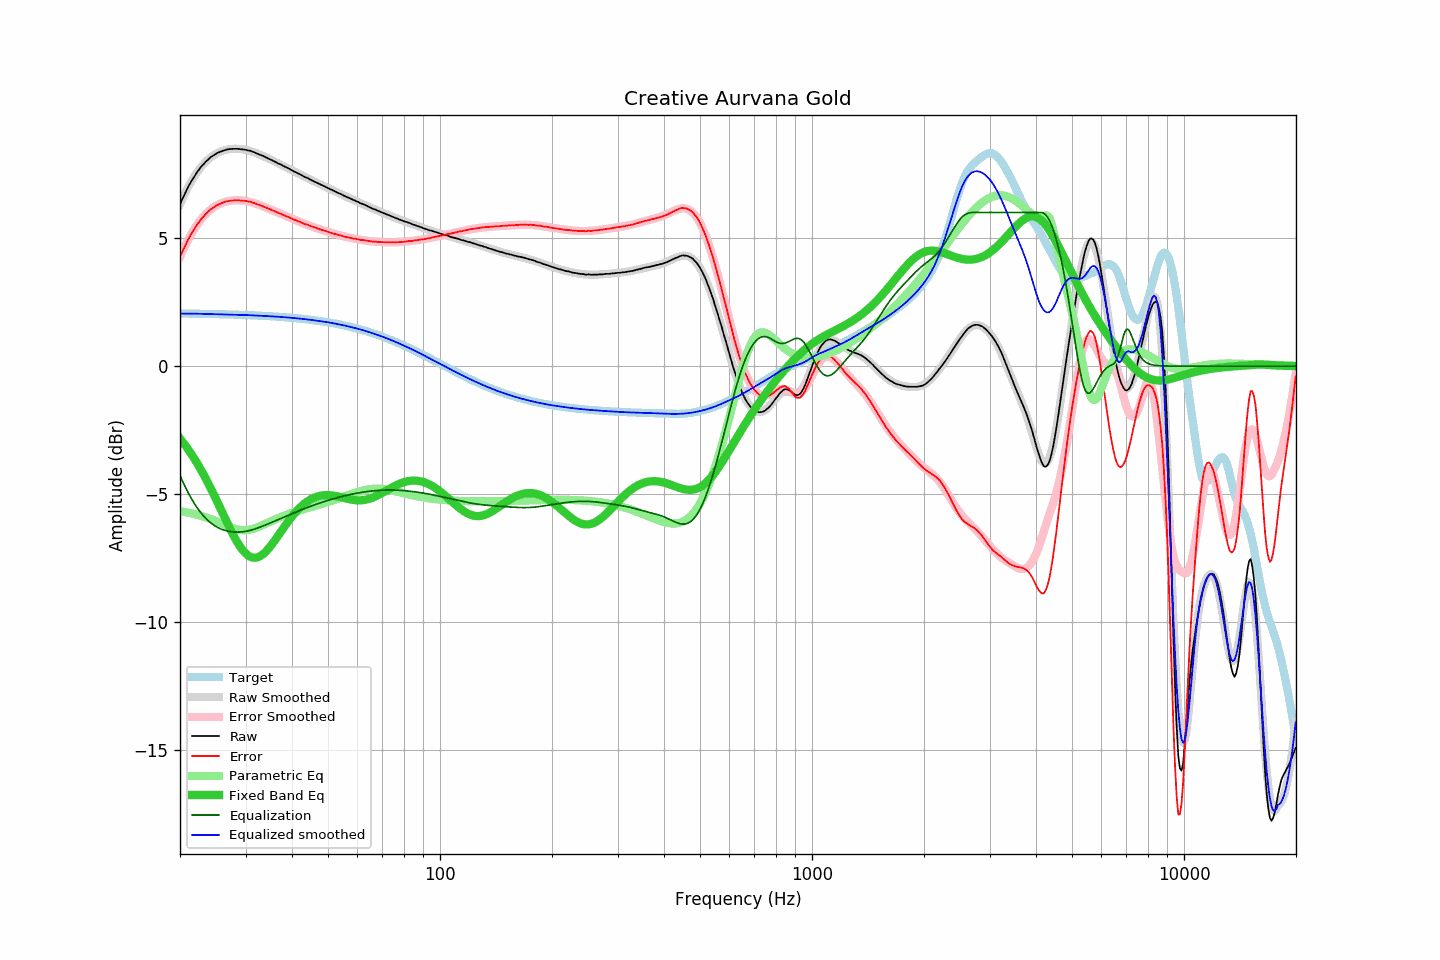 Creative Aurvana Gold
Amplitude (dBr)
5
0
−5
−10
−15
Target
Raw Smoothed
Error Smoothed
Raw
Error
Parametric Eq
Fixed Band Eq
Equalization
Equalized smoothed
100
1000
10000
Frequency (Hz)